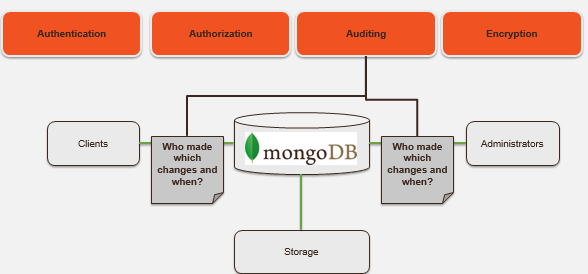 Authentication
Authorization
Auditing
Encryption
Clients
Who made
which
changes and
when?
mongoDB
Who made
which
changes and
when?
Administrators
Storage